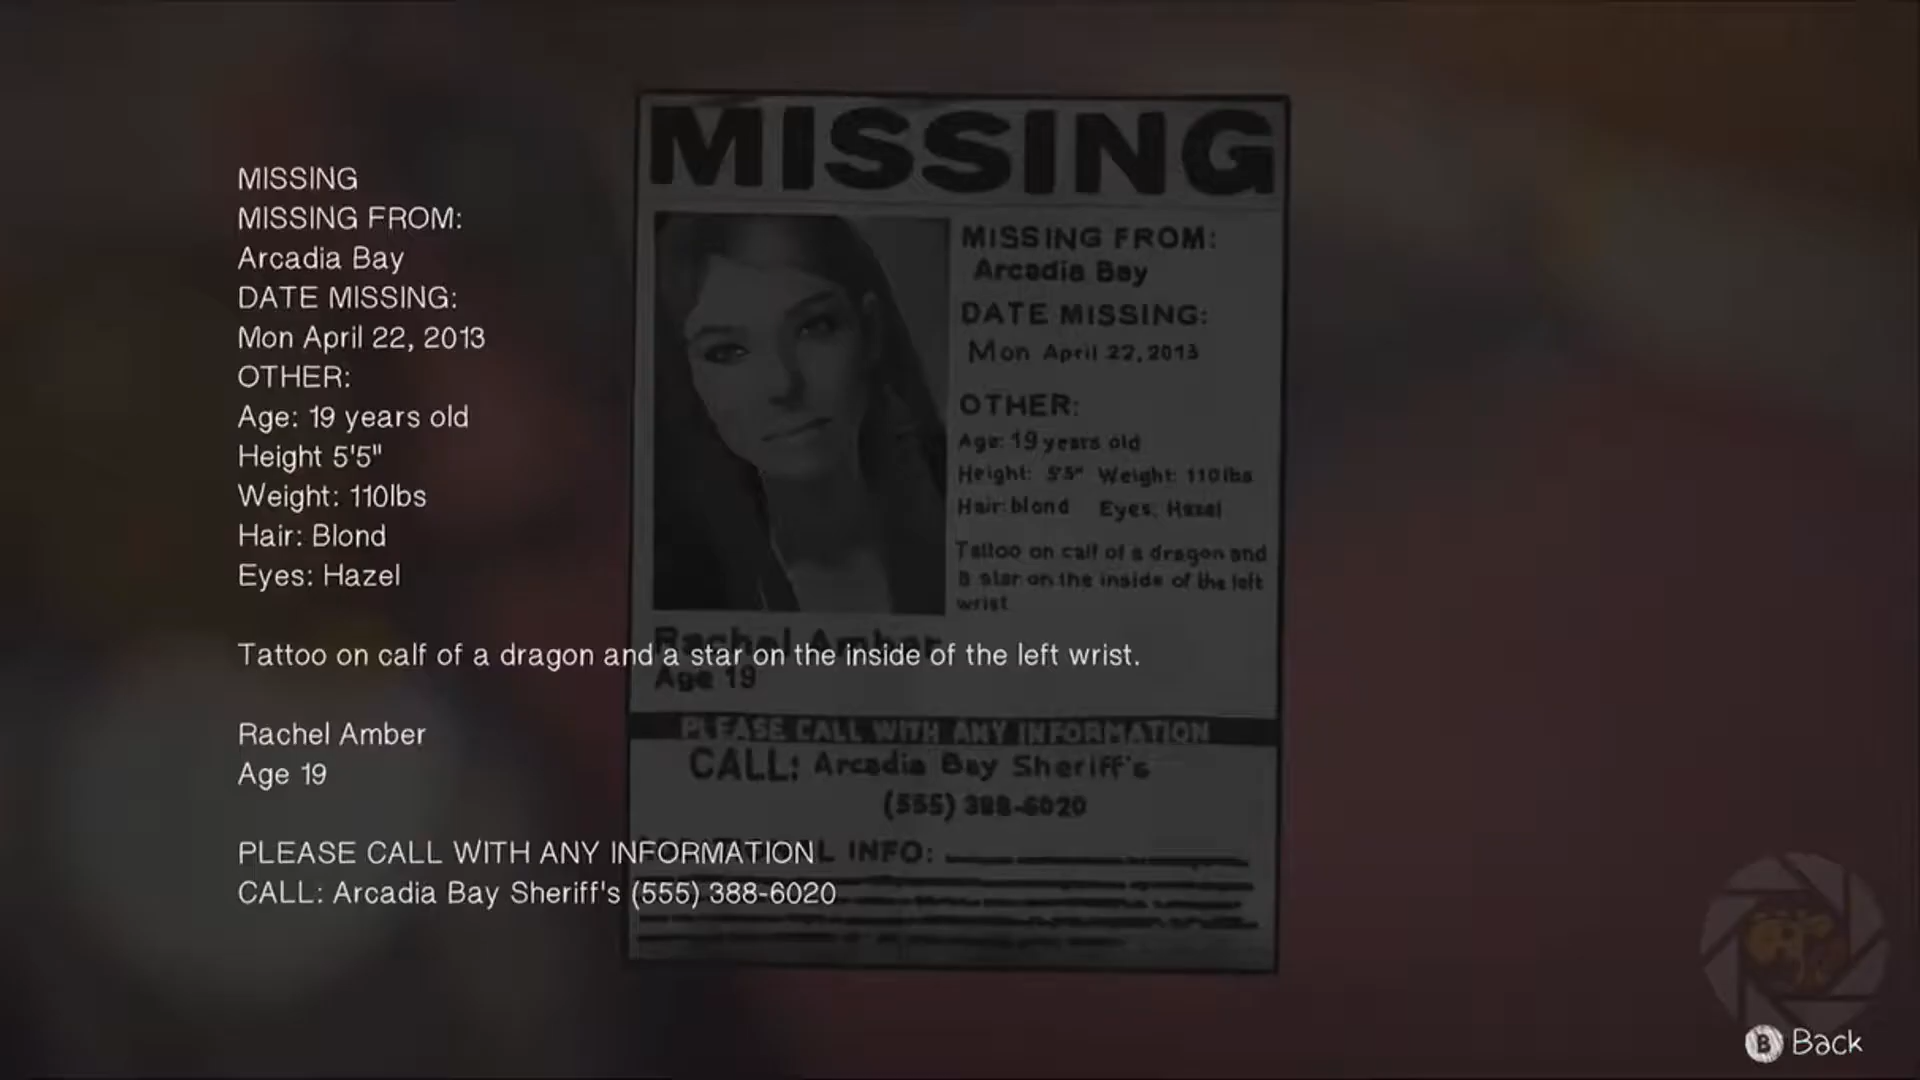 MISSING
MISSING FROM:
Arcadia Bay
DATE MISSING:
Mon April 22, 2013
OTHER:
Age: 19 years old
Height 5'5"
Weight: 110lbs
Hair: Blond
Eyes: Hazel
Tattoo on calf of a dragon and a star on the inside of the left wrist.
Rachel Amber
Age 19
PLEASE CALL WITH ANY INFORMATION
CALL: Arcadia Bay Sheriff's (555) 388-6020
MISSING
MISSING FROM:
Arcadia Bay
DATE MISSING:
Mon April 22, 2013
OTHER:
Age: 19 years old
Height: 5'5" Weight: 110lbs
Hair: blond Eyes: Hazel
Tattoo on calf of a dragon and
a star on the inside of the left
wrist
Rachel Amber
Age 19
PLEASE CALL WITH ANY INFORMATION
CALL: Arcadia Bay Sheriff's
(555) 388-6020
INFO:
B Back